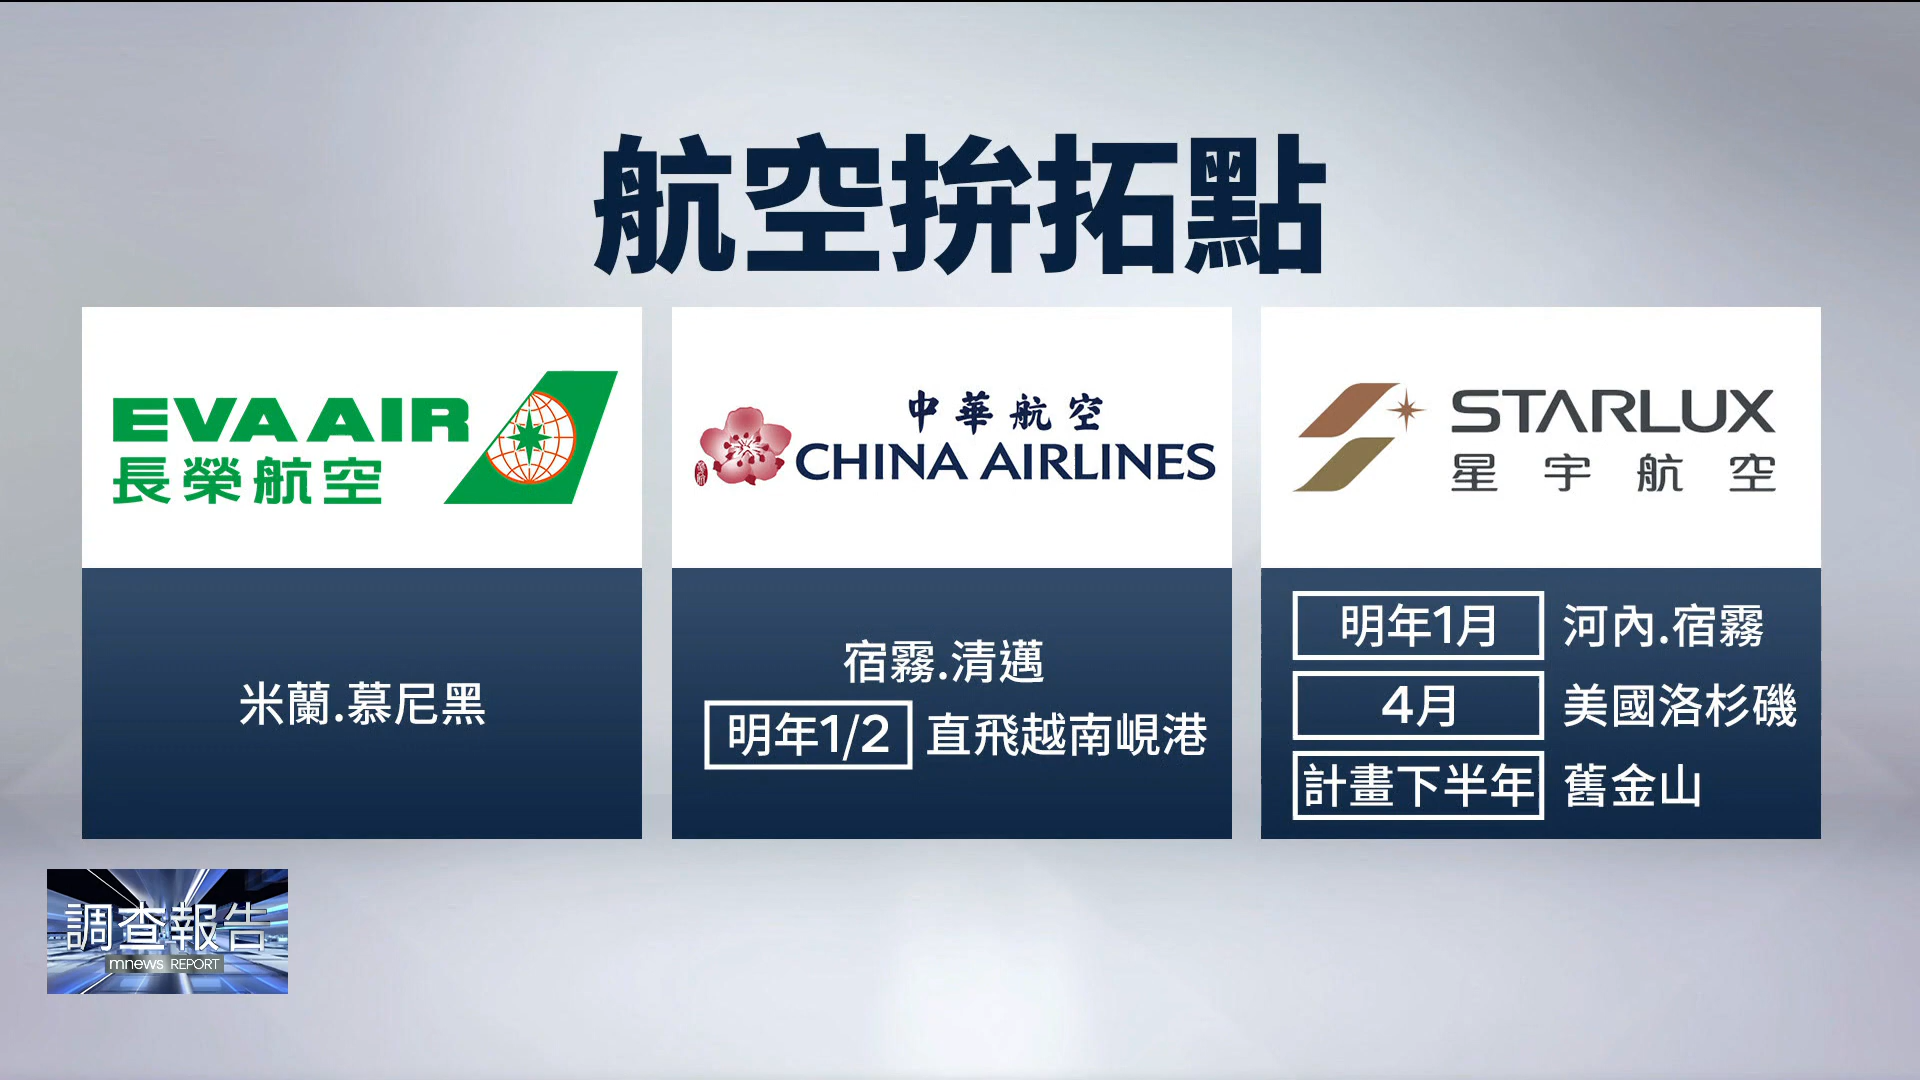 航空拚拓點
EVA AIR
長榮航空
中華航空
CHINA AIRLINES
STARLUX
星宇航空
米蘭.慕尼黑
宿霧.清邁
明年1/2 直飛越南峴港
明年1月 河內.宿霧
4月 美國洛杉磯
計畫下半年 舊金山
調查報告
mnews REPORT